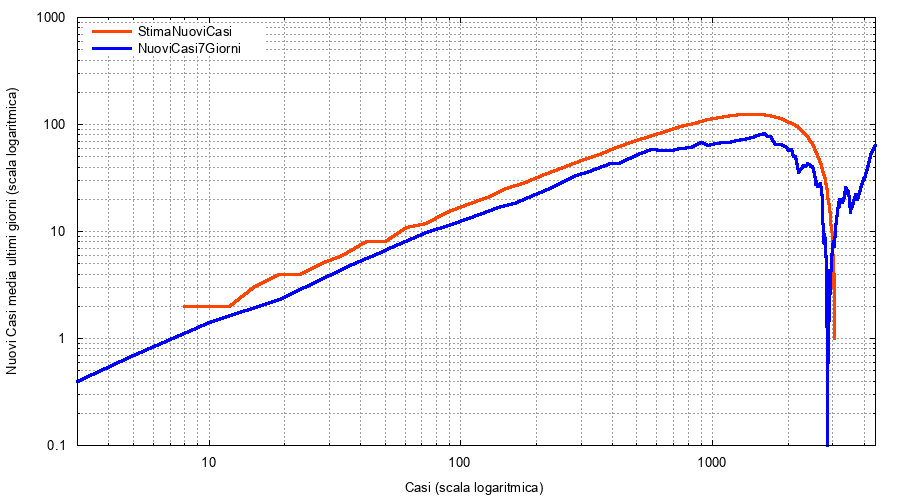 1000
StimaNuoviCasi
NuoviCasi7Giorni
100
10
1
0.1
Nuovi Casi media ultimi giorni (scala logaritmica)
10 100 1000
Casi (scala logaritmica)